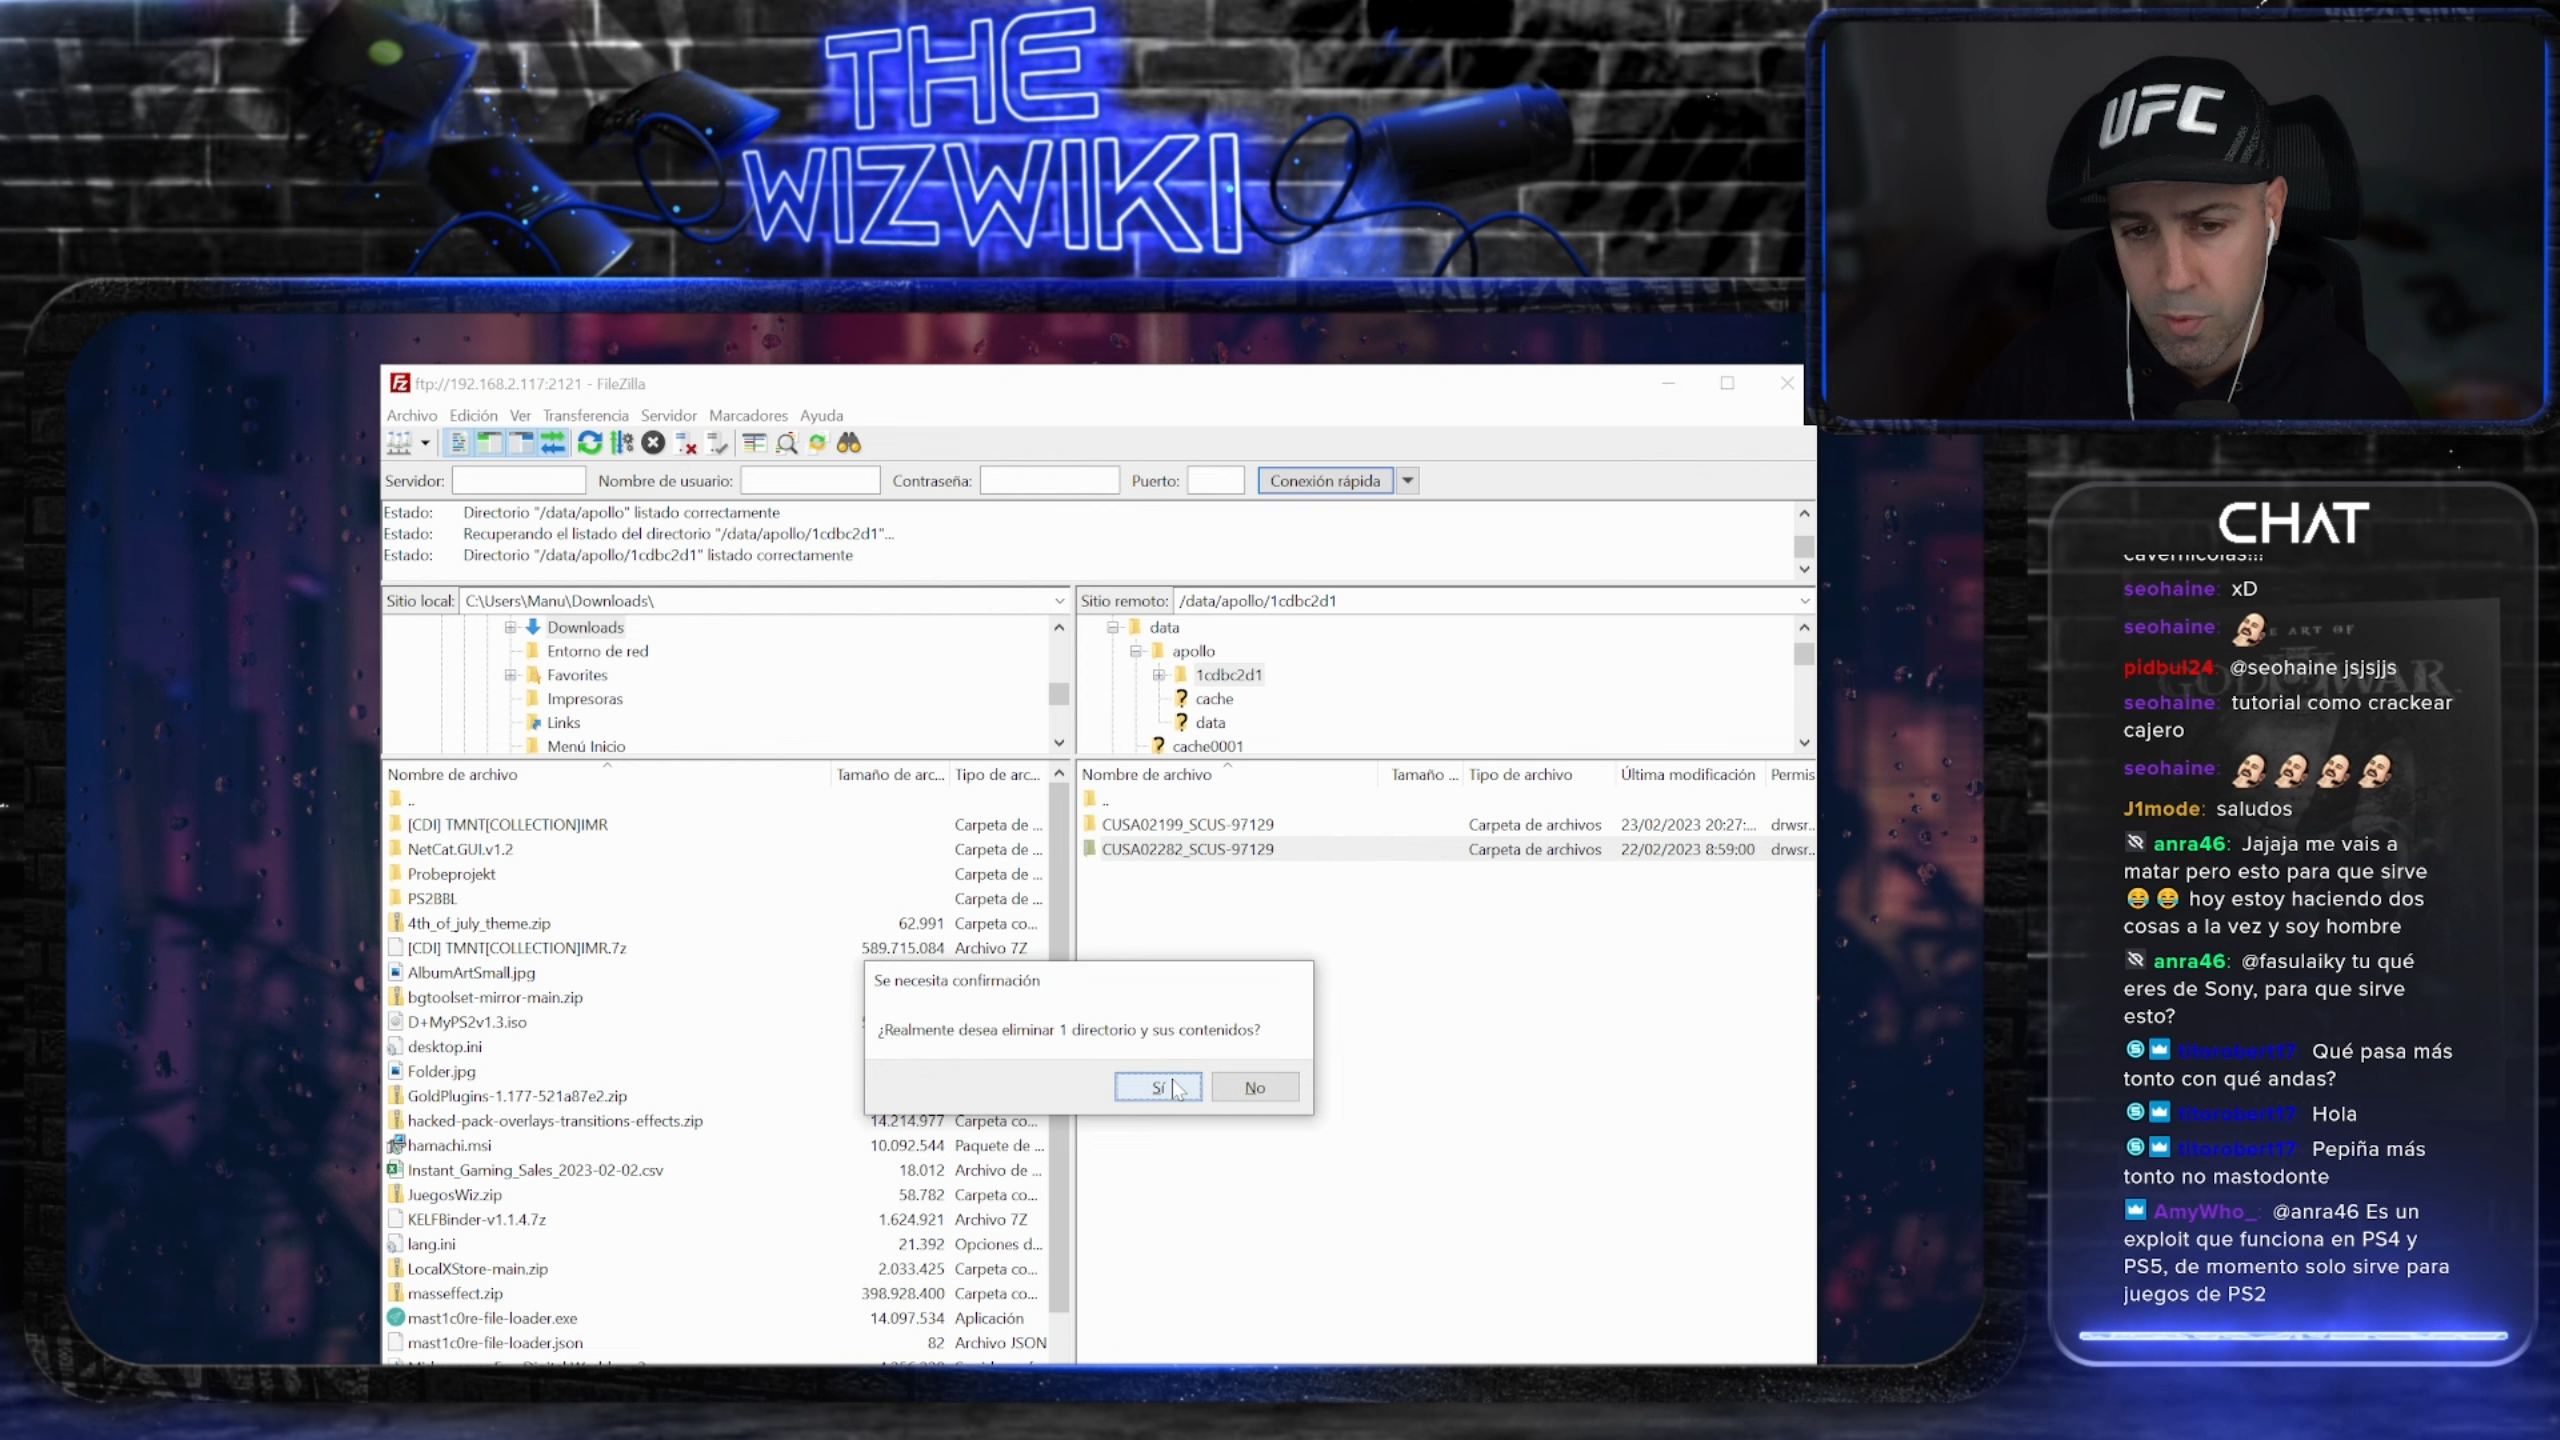 THE
WIZWIKI
UFC
ftp://192.168.2.117:2121 - FileZilla
Archivo Edición Ver Transferencia Servidor Marcadores Ayuda
Servidor: Nombre de usuario: Contraseña: Puerto: Conexión rápida
Estado: Directorio "/data/apollo" listado correctamente
Estado: Recuperando el listado del directorio "/data/apollo/1cdbc2d1"...
Estado: Directorio "/data/apollo/1cdbc2d1" listado correctamente
Sitio local: C:\Users\Manu\Downloads\
Downloads
Entorno de red
Favorites
Impresoras
Links
Menú Inicio
Sitio remoto: /data/apollo/1cdbc2d1
data
apollo
1cdbc2d1
cache
data
cache0001
Nombre de archivo Tamaño de arc... Tipo de arc...
..
[CDI] TMNT[COLLECTION]IMR Carpeta de ...
NetCat.GUI.v1.2 Carpeta de ...
Probeprojekt Carpeta de ...
PS2BBL Carpeta de ...
4th_of_july_theme.zip 62.991 Carpeta co...
[CDI] TMNT[COLLECTION]IMR.7z 589.715.084 Archivo 7Z
AlbumArtSmall.jpg
bgtoolset-mirror-main.zip
D+MyPS2v1.3.iso
desktop.ini
Folder.jpg
GoldPlugins-1.177-521a87e2.zip
hacked-pack-overlays-transitions-effects.zip 14.214.977 Carpeta co...
hamachi.msi 10.092.544 Paquete de ...
Instant_Gaming_Sales_2023-02-02.csv 18.012 Archivo de ...
JuegosWiz.zip 58.782 Carpeta co...
KELFBinder-v1.1.4.7z 1.624.921 Archivo 7Z
lang.ini 21.392 Opciones d...
LocalXStore-main.zip 2.033.425 Carpeta co...
masseffect.zip 398.928.400 Carpeta co...
mast1c0re-file-loader.exe 14.097.534 Aplicación
mast1c0re-file-loader.json 82 Archivo JSON
Nombre de archivo Tamaño ... Tipo de archivo Última modificación Permis
..
CUSA02199_SCUS-97129 Carpeta de archivos 23/02/2023 20:27:... drwsr..
CUSA02282_SCUS-97129 Carpeta de archivos 22/02/2023 8:59:00 drwsr..
Se necesita confirmación
¿Realmente desea eliminar 1 directorio y sus contenidos?
Sí No
CHAT
cavernícolas!!!
seohaine: xD
seohaine:
THE ART OF
GOD OF WAR
pidbul24: @seohaine jsjsjjs
seohaine: tutorial como crackear
cajero
seohaine:
J1mode: saludos
anra46: Jajaja me vais a
matar pero esto para que sirve
😂 😂 hoy estoy haciendo dos
cosas a la vez y soy hombre
anra46: @fasulaiky tu qué
eres de Sony, para que sirve
esto?
titorobert17: Qué pasa más
tonto con qué andas?
titorobert17: Hola
titorobert17: Pepiña más
tonto no mastodonte
AmyWho_: @anra46 Es un
exploit que funciona en PS4 y
PS5, de momento solo sirve para
juegos de PS2